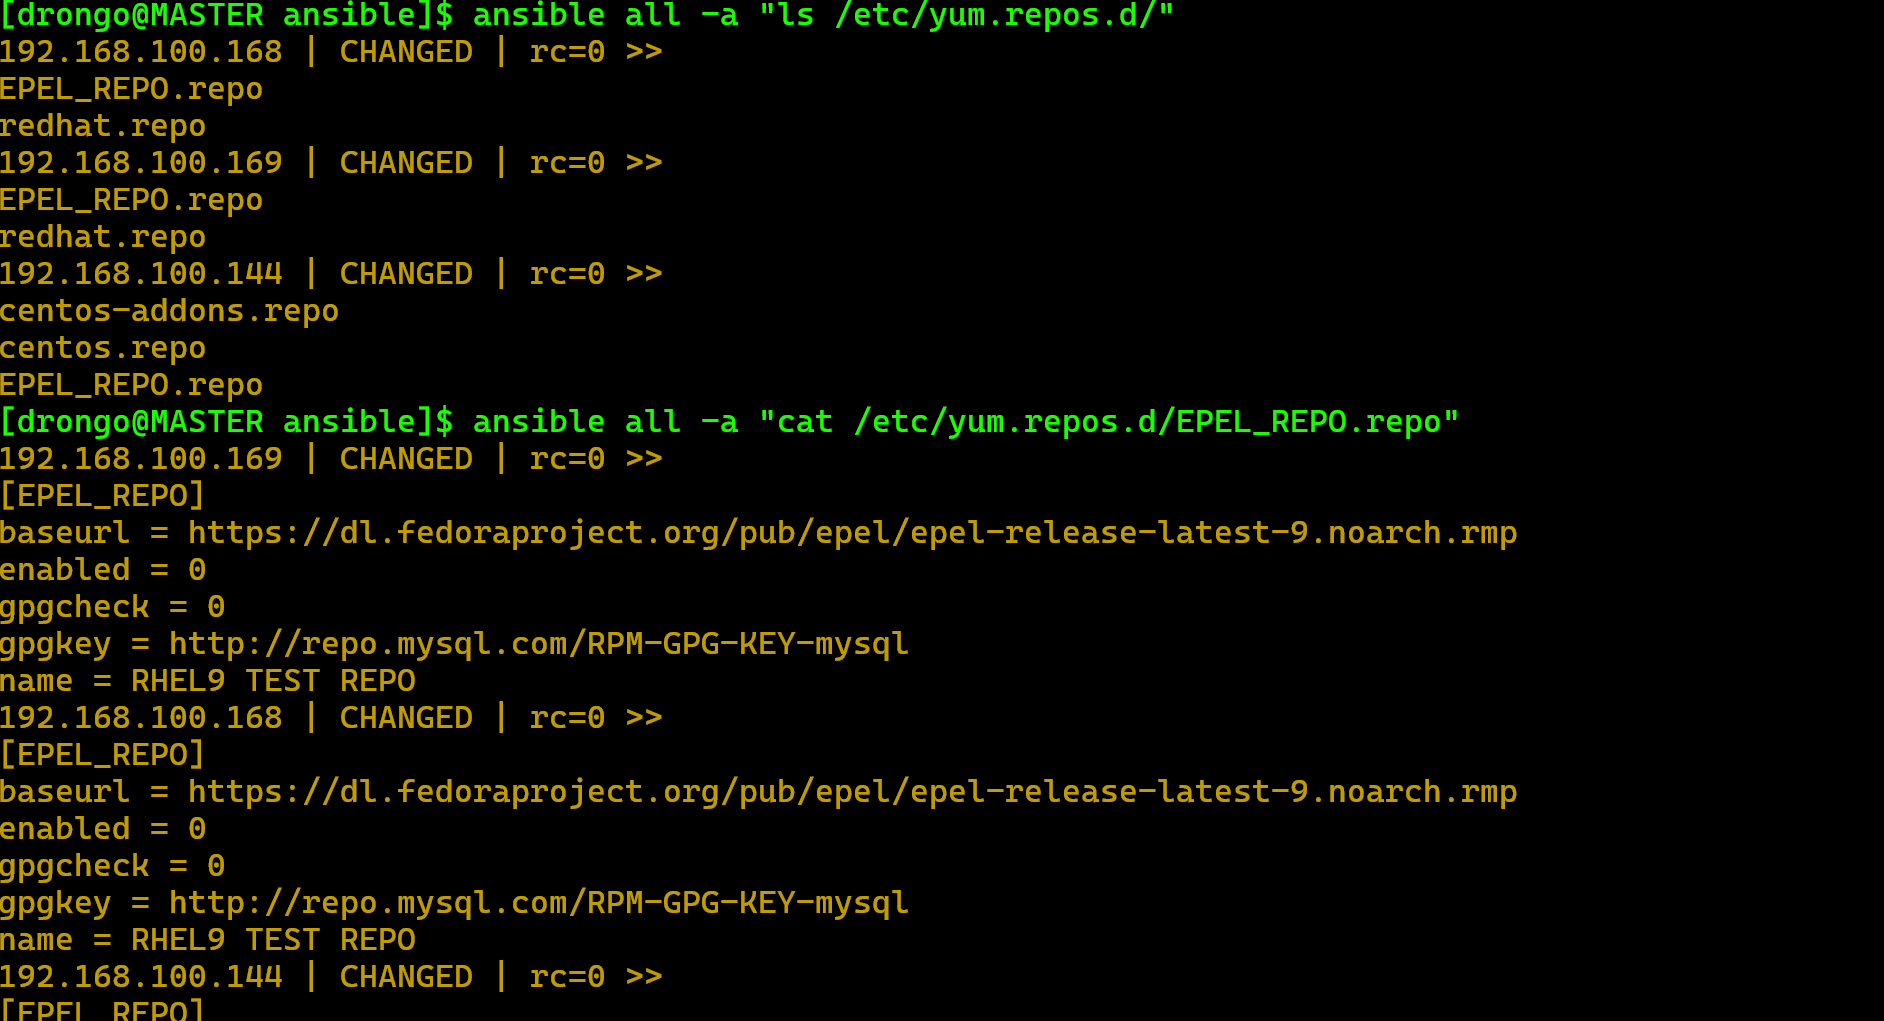 [drongo@MASTER ansible]$ ansible all -a "ls /etc/yum.repos.d/"
192.168.100.168 | CHANGED | rc=0 >>
EPEL_REPO.repo
redhat.repo
192.168.100.169 | CHANGED | rc=0 >>
EPEL_REPO.repo
redhat.repo
192.168.100.144 | CHANGED | rc=0 >>
centos-addons.repo
centos.repo
EPEL_REPO.repo
[drongo@MASTER ansible]$ ansible all -a "cat /etc/yum.repos.d/EPEL_REPO.repo"
192.168.100.169 | CHANGED | rc=0 >>
[EPEL_REPO]
baseurl = https://dl.fedoraproject.org/pub/epel/epel-release-latest-9.noarch.rmp
enabled = 0
gpgcheck = 0
gpgkey = http://repo.mysql.com/RPM-GPG-KEY-mysql
name = RHEL9 TEST REPO
192.168.100.168 | CHANGED | rc=0 >>
[EPEL_REPO]
baseurl = https://dl.fedoraproject.org/pub/epel/epel-release-latest-9.noarch.rmp
enabled = 0
gpgcheck = 0
gpgkey = http://repo.mysql.com/RPM-GPG-KEY-mysql
name = RHEL9 TEST REPO
192.168.100.144 | CHANGED | rc=0 >>
[EPEL_REPO]